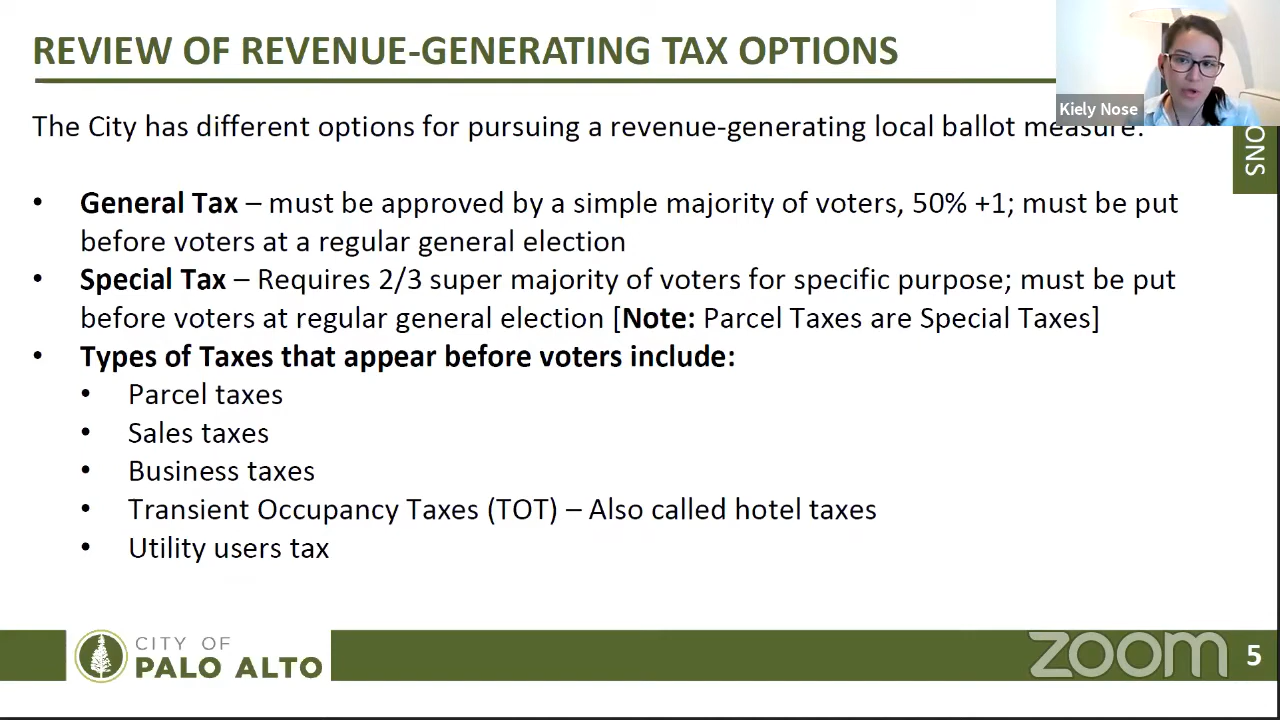 REVIEW OF REVENUE-GENERATING TAX OPTIONS
Kiely Nose
The City has different options for pursuing a revenue-generating local ballot measure:
ONS
• General Tax – must be approved by a simple majority of voters, 50% +1; must be put
before voters at a regular general election
• Special Tax – Requires 2/3 super majority of voters for specific purpose; must be put
before voters at regular general election [Note: Parcel Taxes are Special Taxes]
• Types of Taxes that appear before voters include:
• Parcel taxes
• Sales taxes
• Business taxes
• Transient Occupancy Taxes (TOT) – Also called hotel taxes
• Utility users tax
CITY OF
PALO ALTO
zoom
5